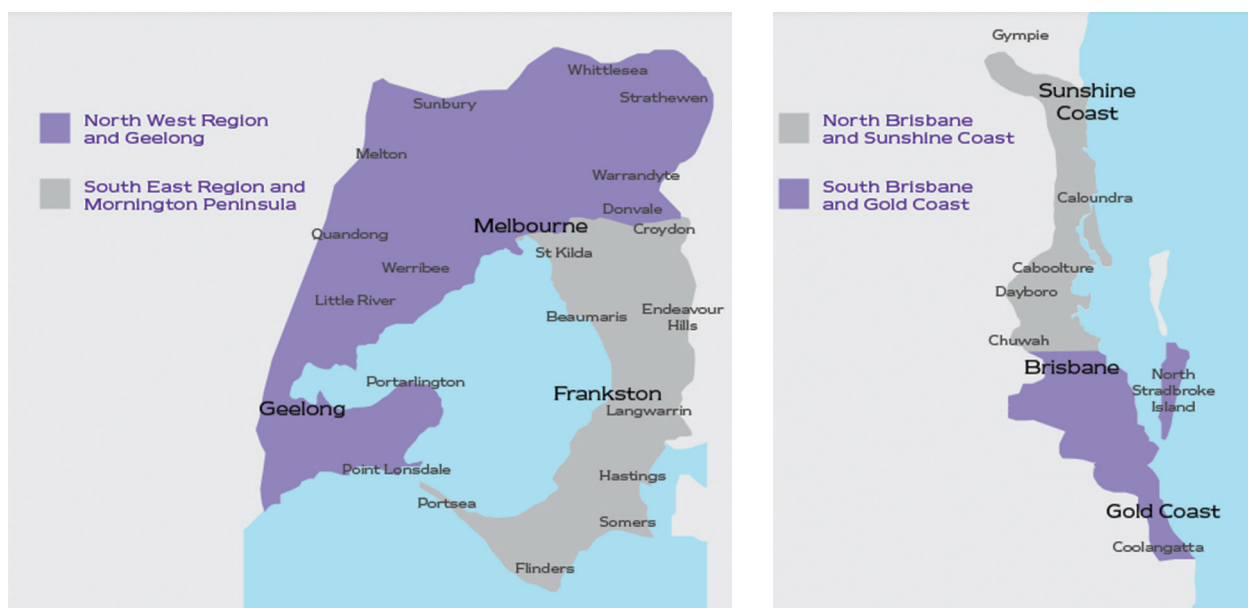 Whittlesea
Strathewen
Sunbury
North West Region
and Geelong
Melton
South East Region and
Mornington Peninsula
Warrandyte
Donvale
Melbourne
Croydon
Quandong
St Kilda
Werribee
Little River
Beaumaris
Endeavour
Hills
Portarlington
Frankston
Geelong
Langwarrin
Point Lonsdale
Hastings
Portsea
Somers
Flinders
Gympie
Sunshine
Coast
North Brisbane
and Sunshine Coast
South Brisbane
and Gold Coast
Caloundra
Caboolture
Dayboro
Chuwah
Brisbane
North
Stradbroke
Island
Gold Coast
Coolangatta